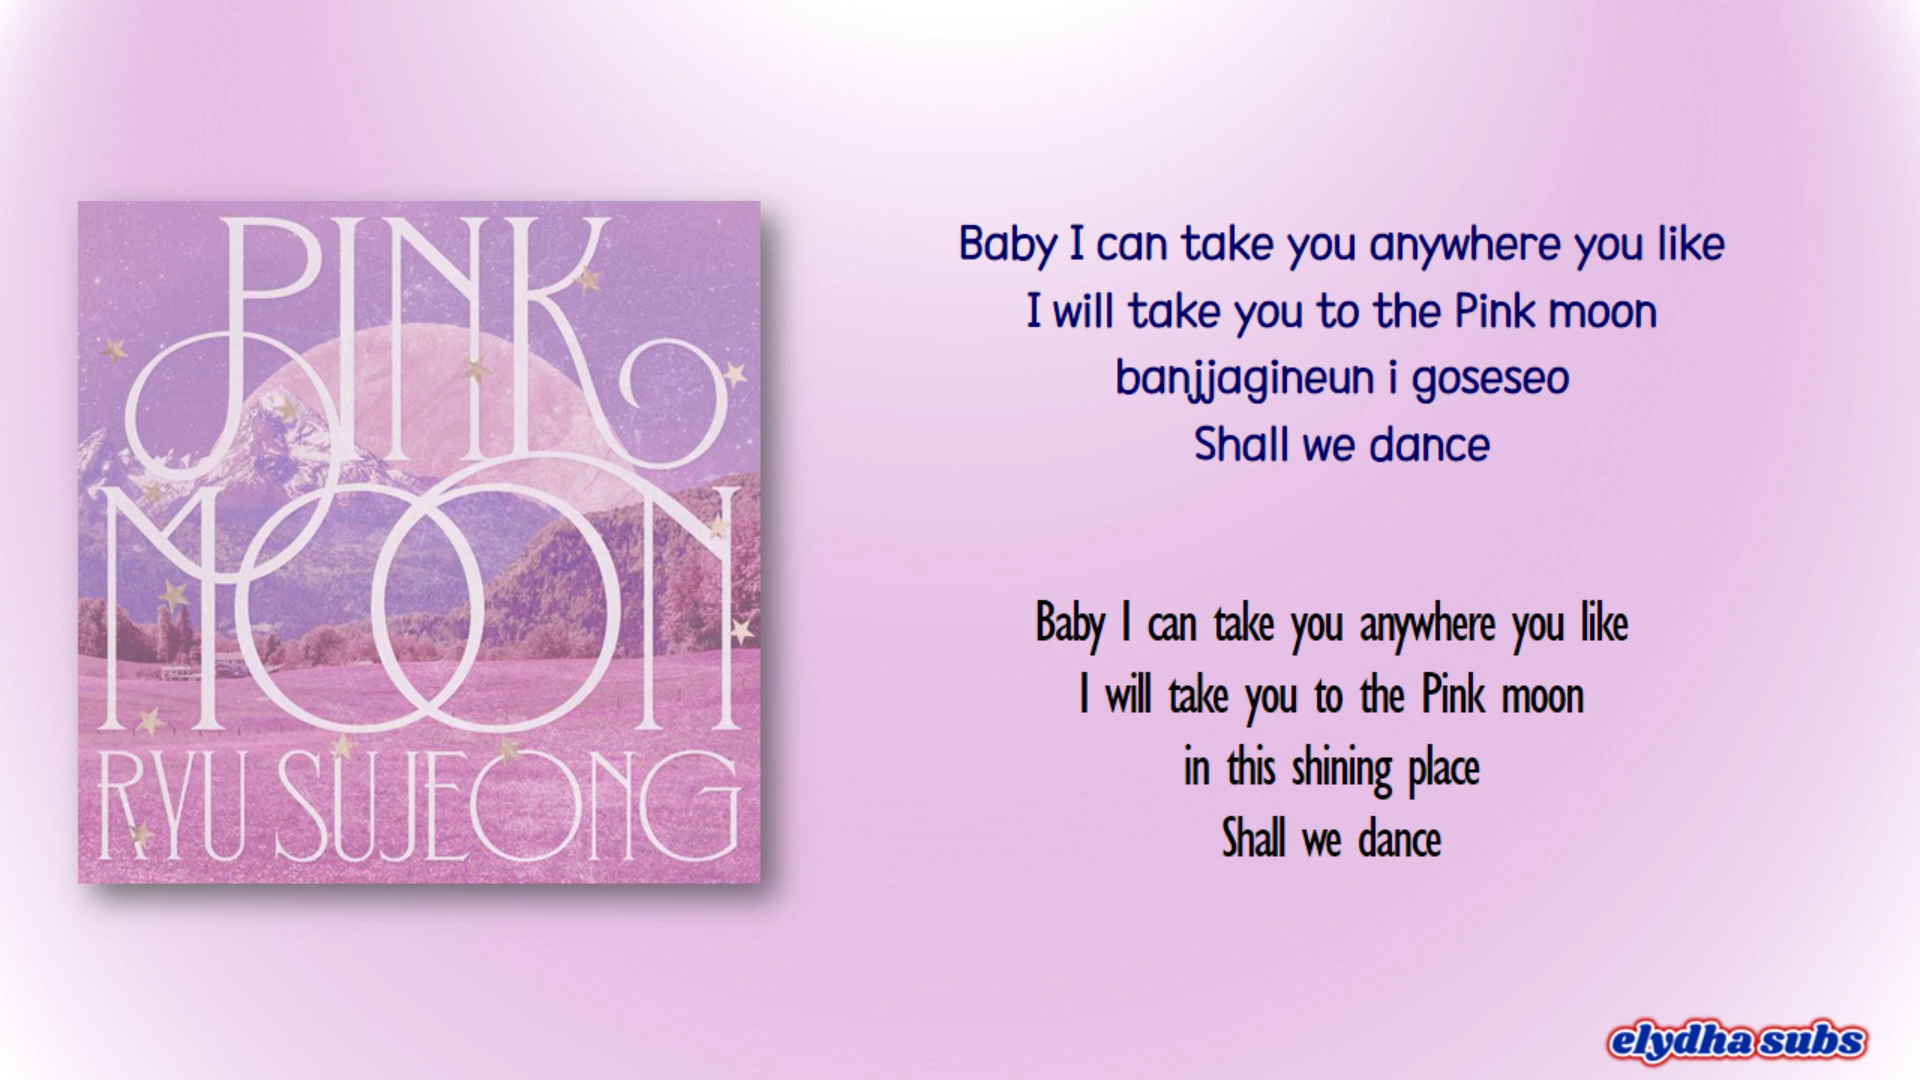 PINK
MOON
RYU SUJEONG
Baby I can take you anywhere you like
I will take you to the Pink moon
banjjagineun i goseseo
Shall we dance
Baby I can take you anywhere you like
I will take you to the Pink moon
in this shining place
Shall we dance
elydha subs